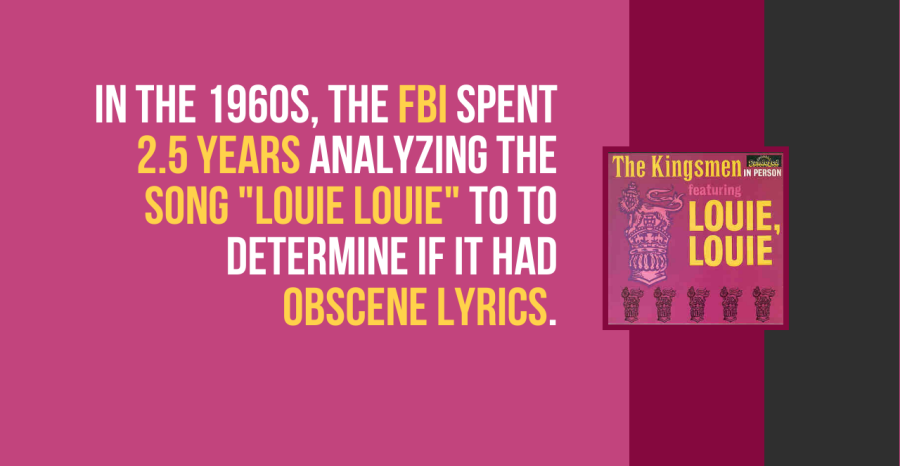 IN THE 1960S, THE FBI SPENT
2.5 YEARS ANALYZING THE
SONG "LOUIE LOUIE" TO TO
DETERMINE IF IT HAD
OBSCENE LYRICS.
The Kingsmen
IN PERSON
featuring
LOUIE,
LOUIE